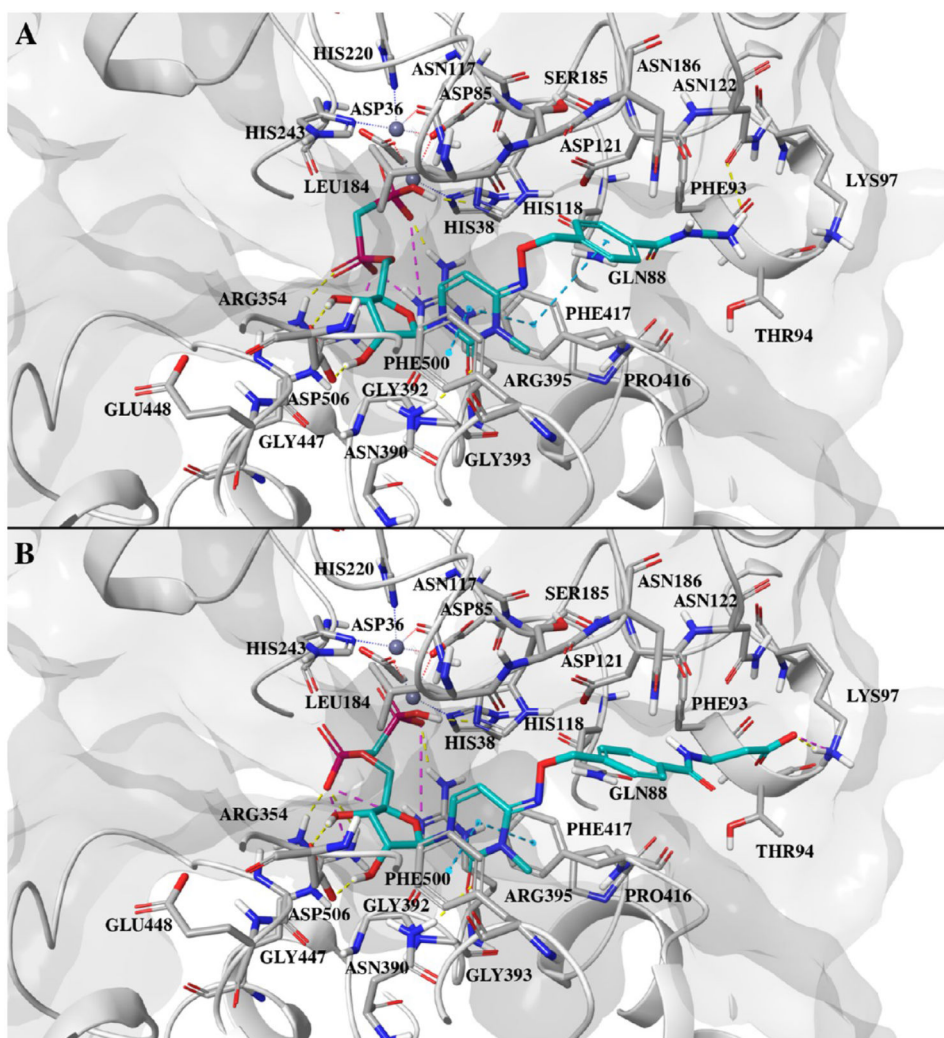 A
HIS220
ASN117
ASN186
SER185
ASN122
ASP36
ASP85
HIS243
ASP121
LEU184
PHE93
LYS97
HIS118
HIS38
GLN88
ARG354
PHE417
THR94
PHE500
ARG395
PRO416
GLY392
GLU448
ASP506
GLY447
ASN390
GLY393
B
HIS220
ASN117
ASN186
SER185
ASN122
ASP36
ASP85
HIS243
ASP121
LEU184
PHE93
LYS97
HIS118
HIS38
GLN88
ARG354
PHE417
THR94
PHE500
ARG395
PRO416
GLY392
GLU448
ASP506
GLY447
ASN390
GLY393